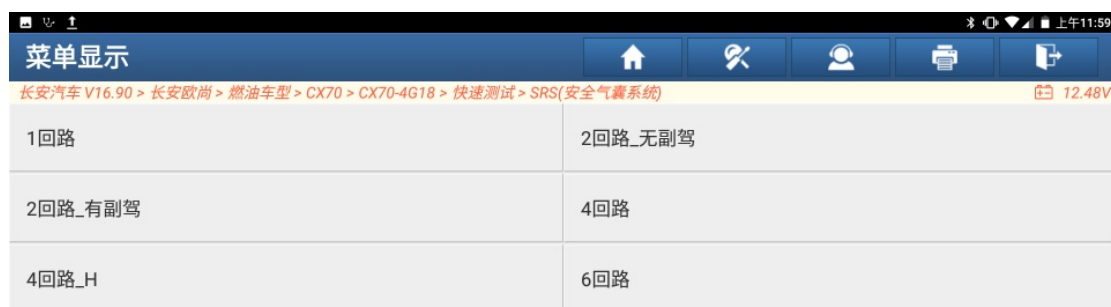 上午11:59
菜单显示
长安汽车 V16.90 > 长安欧尚 > 燃油车型 > CX70 > CX70-4G18 > 快速测试 > SRS(安全气囊系统) 12.48V
1回路 2回路_无副驾
2回路_有副驾 4回路
4回路_H 6回路